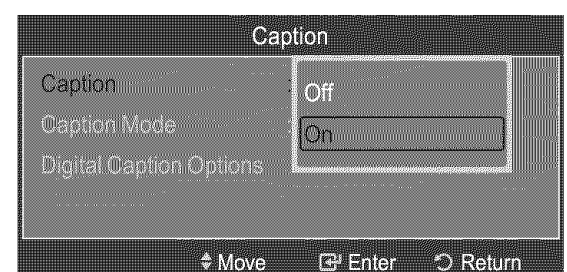 Caption
Caption : Off
On
Caption Mode :
Digital Caption Options
Move Enter Return